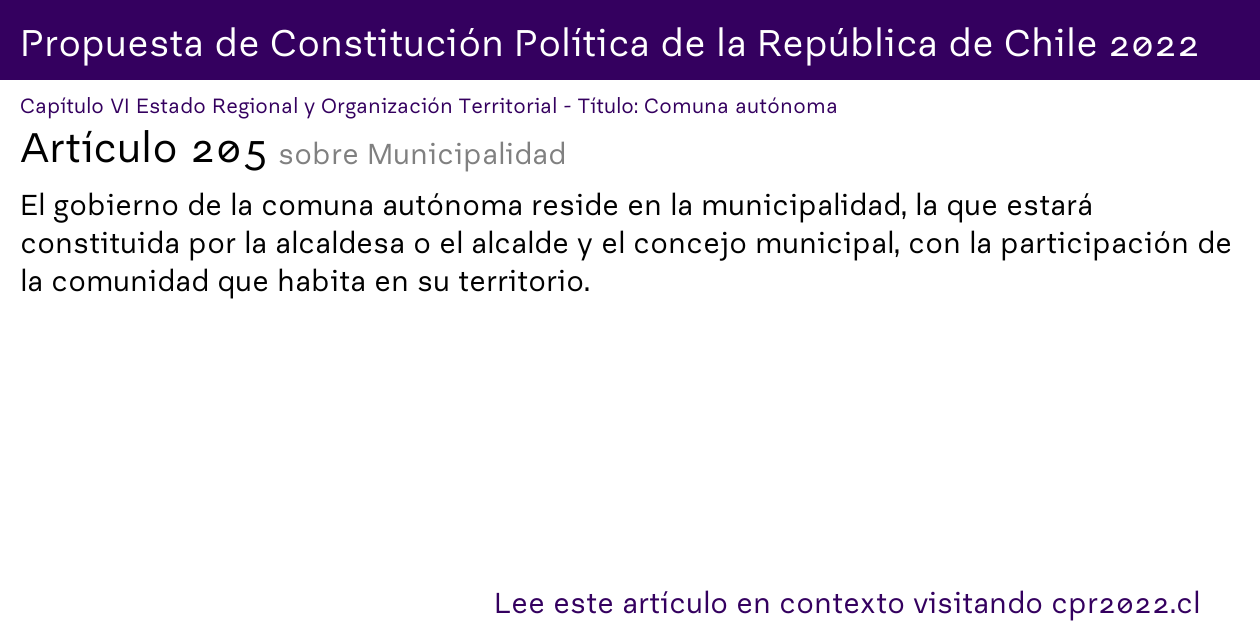 Propuesta de Constitución Política de la República de Chile 2022
Capítulo VI Estado Regional y Organización Territorial - Título: Comuna autónoma
Artículo 205 sobre Municipalidad
El gobierno de la comuna autónoma reside en la municipalidad, la que estará
constituida por la alcaldesa o el alcalde y el concejo municipal, con la participación de
la comunidad que habita en su territorio.
Lee este artículo en contexto visitando cpr2022.cl